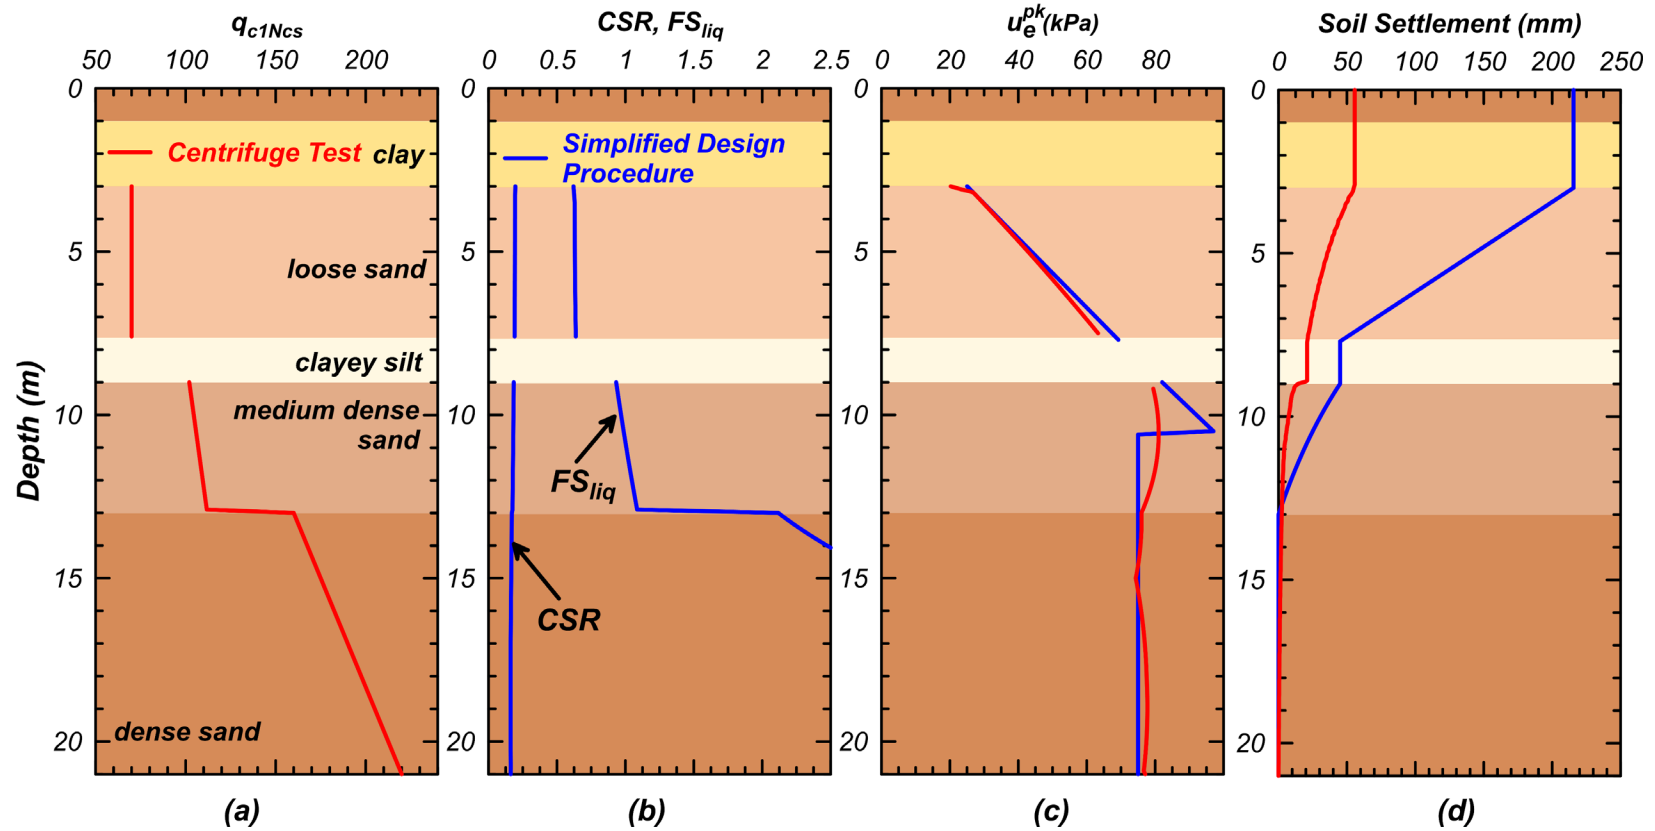 q_c1Ncs
50 100 150 200
CSR, FS_liq
0 0.5 1 1.5 2 2.5
u_e^pk (kPa)
0 20 40 60 80
Soil Settlement (mm)
0 50 100 150 200 250
Depth (m)
0
5
10
15
20
Centrifuge Test
clay
loose sand
clayey silt
medium dense
sand
dense sand
(a)
0
5
10
15
20
Simplified Design
Procedure
FS_liq
CSR
(b)
0
5
10
15
20
(c)
0
5
10
15
20
(d)